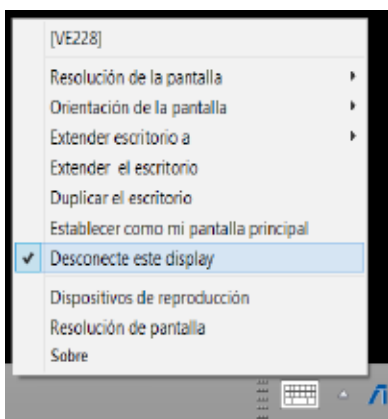 [VE228]
Resolución de la pantalla
Orientación de la pantalla
Extender escritorio a
Extender el escritorio
Duplicar el escritorio
Establecer como mi pantalla principal
Desconecte este display
Dispositivos de reproducción
Resolución de pantalla
Sobre